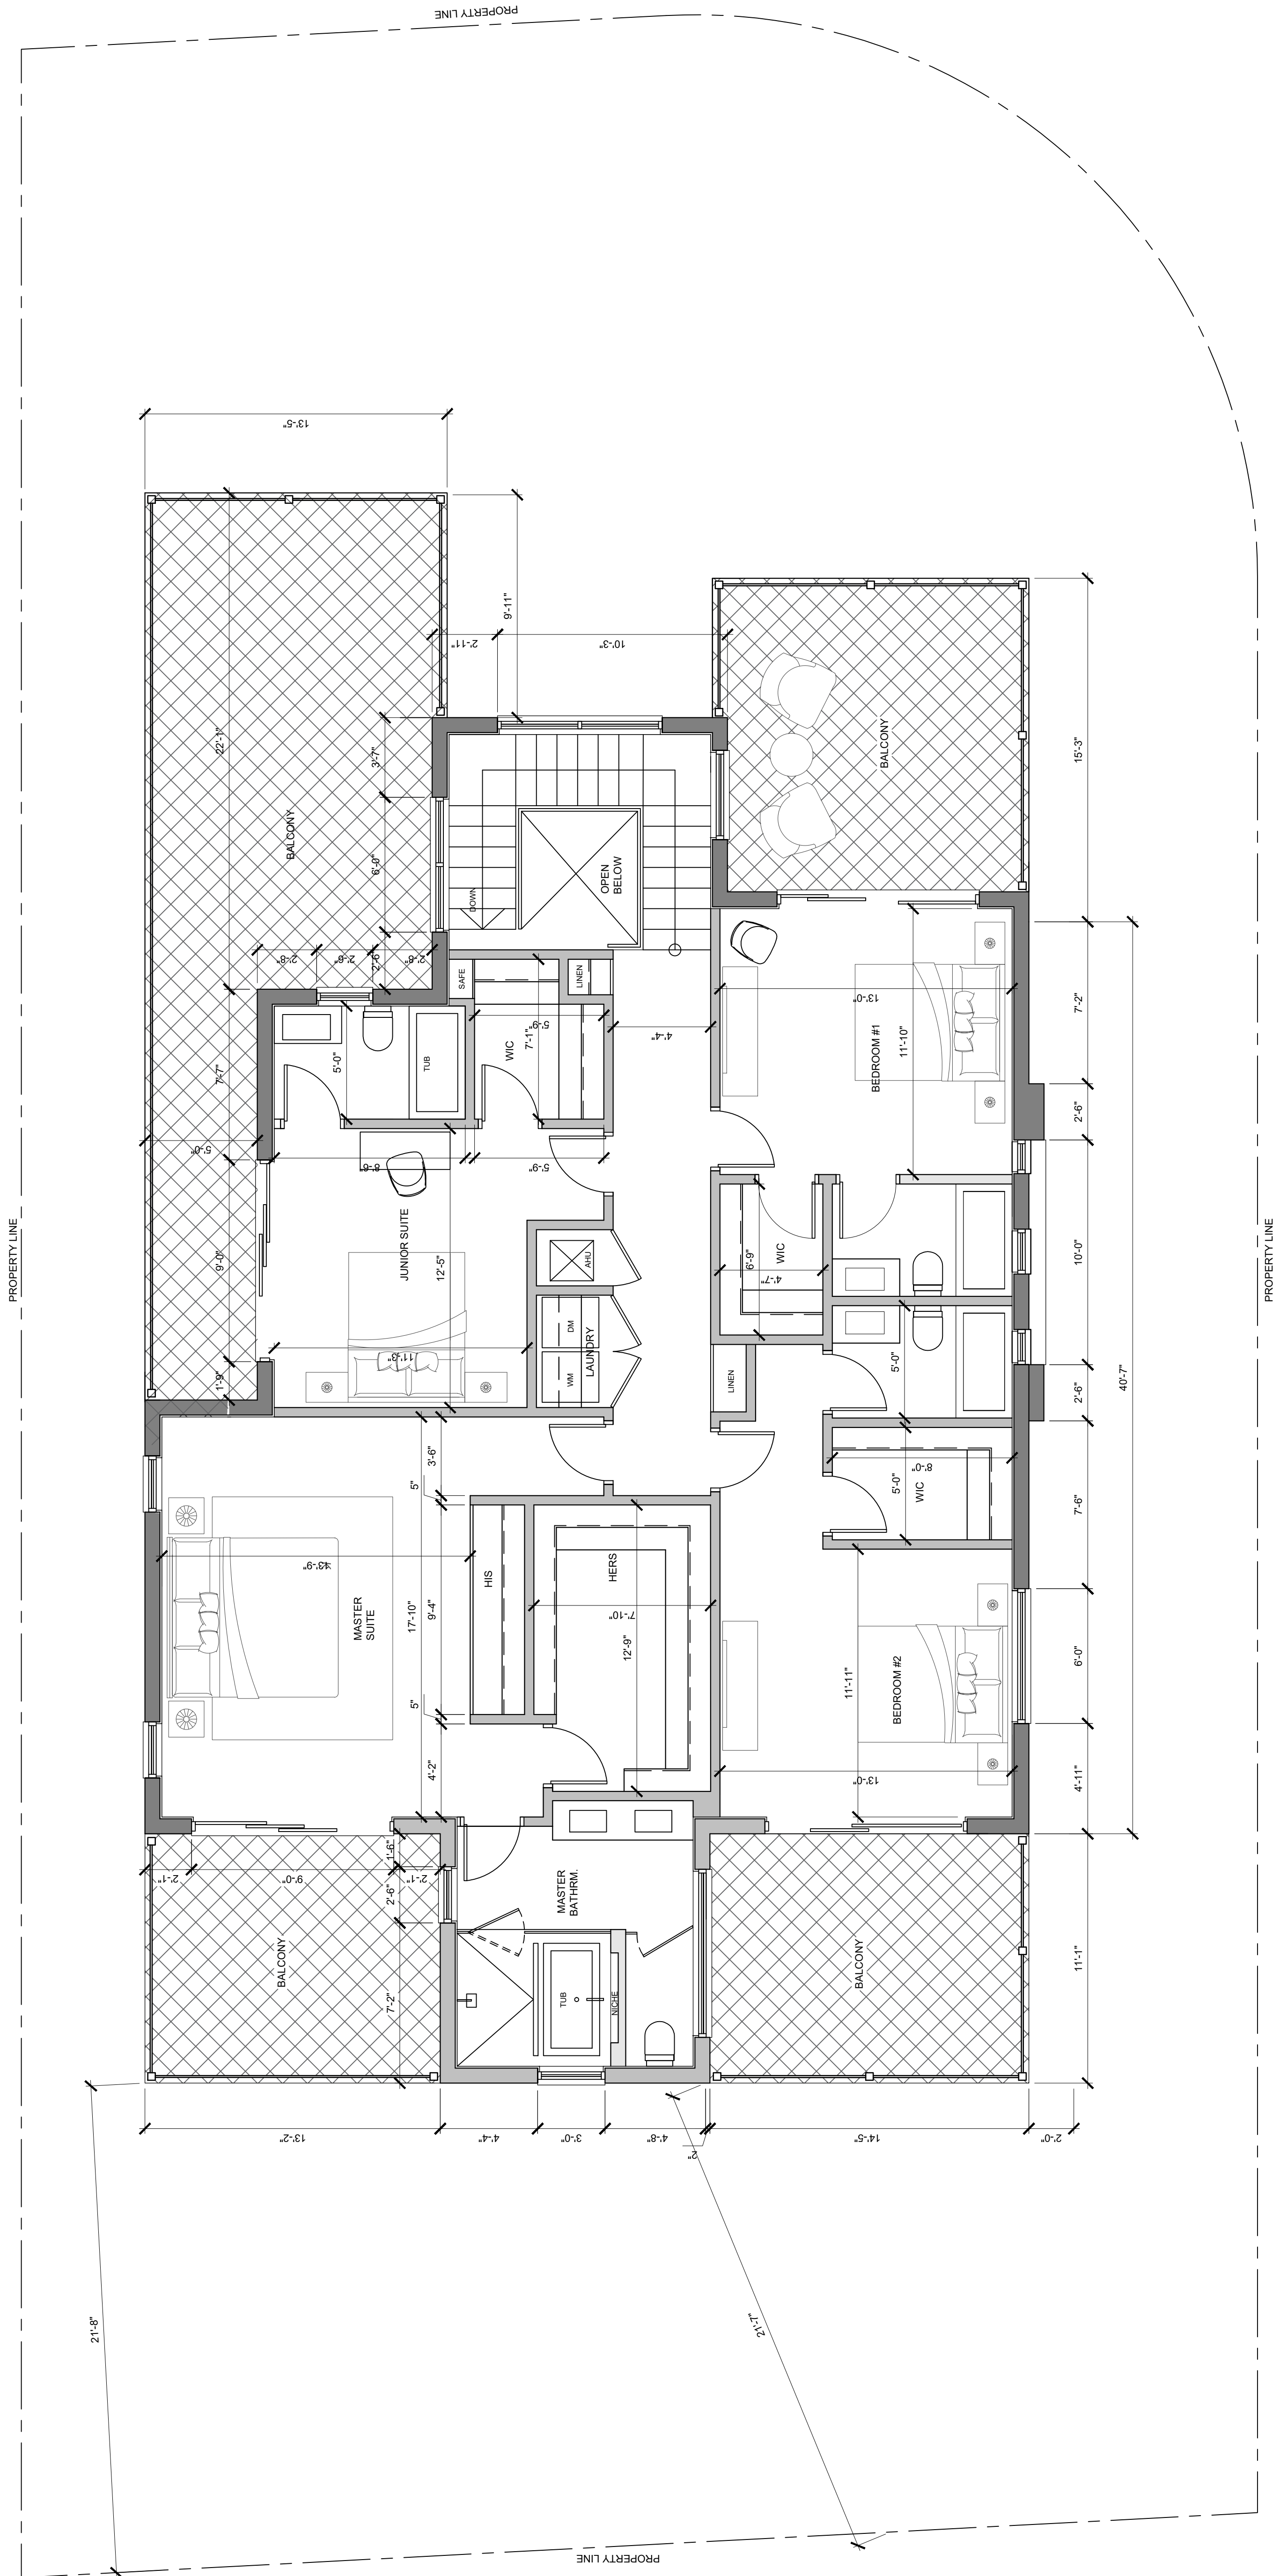 PROPERTY LINE
13'-5"
9'-11"
2'-11"
10'-3"
22'-1"
BALCONY
3'-7"
6'-0"
2'-6"
2'-8"
2'-6"
2'-8"
DOWN
OPEN
BELOW
BALCONY
15'-3"
SAFE
LINEN
5'-9"
7'-1"
WIC
4'-4"
5'-0"
TUB
7'-7"
5'-0"
8'-6"
5'-9"
13'-0"
11'-10"
BEDROOM #1
7'-2"
2'-6"
PROPERTY LINE
9'-0"
JUNIOR SUITE
12'-5"
11'-3"
1'-9"
AHU
DM
WM
LAUNDRY
6'-9"
4'-7"
WIC
LINEN
5'-0"
10'-0"
PROPERTY LINE
2'-6"
40'-7"
3'-6"
5"
13'-9"
MASTER
SUITE
17'-10"
9'-4"
5"
4'-2"
HIS
HERS
7'-10"
12'-9"
8'-0"
5'-0"
WIC
7'-6"
6'-0"
11'-11"
BEDROOM #2
13'-0"
4'-11"
2'-1"
9'-0"
2'-1"
1'-6"
2'-6"
7'-2"
BALCONY
MASTER
BATHRM.
TUB
NICHE
BALCONY
11'-1"
13'-2"
4'-4"
3'-0"
4'-8"
2"
14'-5"
2'-0"
21'-8"
21'-7"
PROPERTY LINE